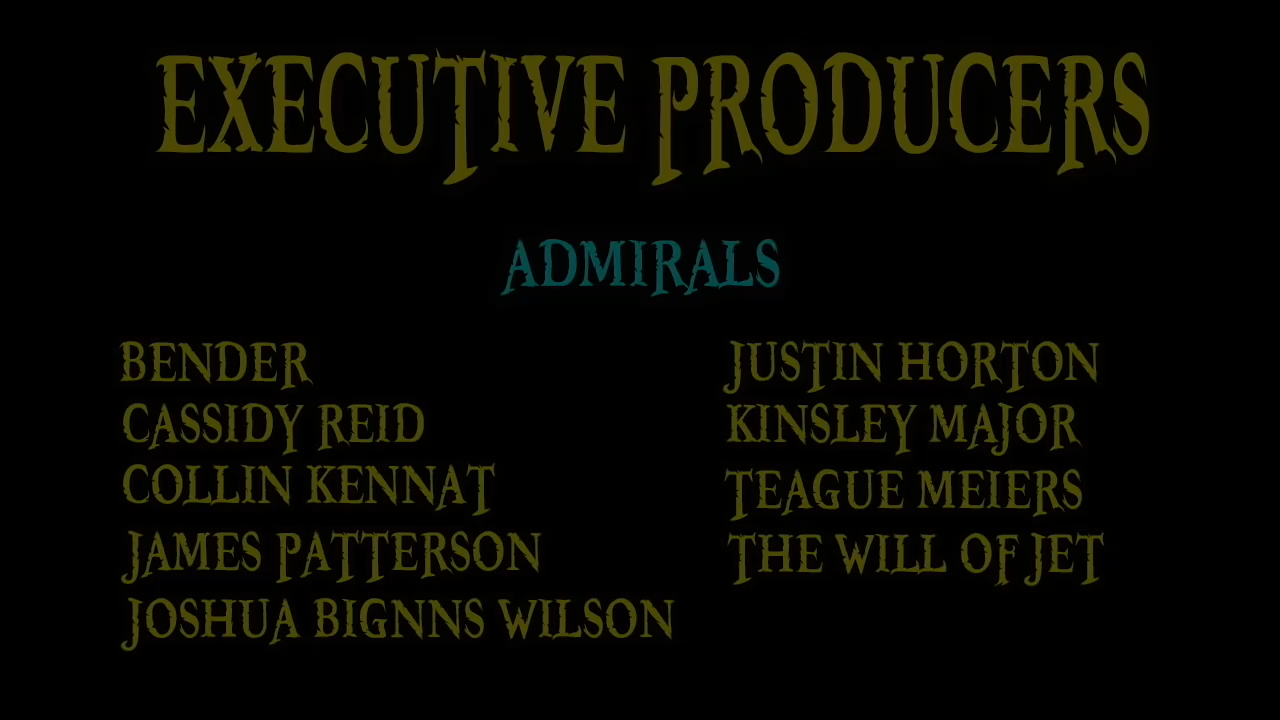 EXECUTIVE PRODUCERS
ADMIRALS
BENDER
CASSIDY REID
COLLIN KENNAT
JAMES PATTERSON
JOSHUA BIGNNS WILSON
JUSTIN HORTON
KINSLEY MAJOR
TEAGUE MEIERS
THE WILL OF JET